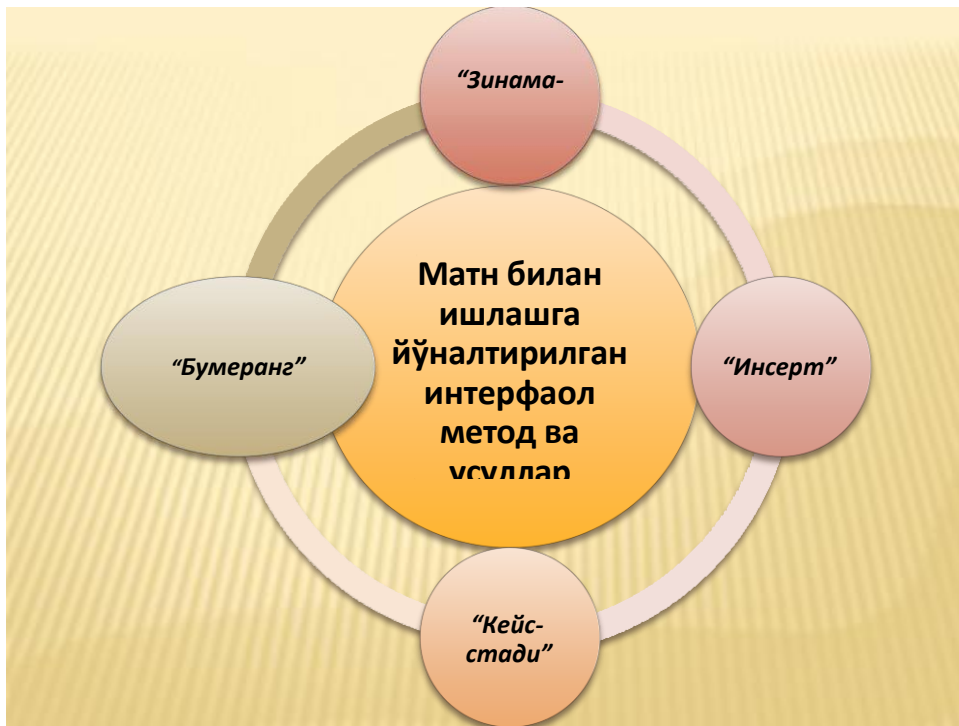 “Зинама-
Матн билан
ишлашга
йўналтирилган
интерфаол
метод ва
усуллар
“Бумеранг”
“Инсерт”
“Кейс-
стади”